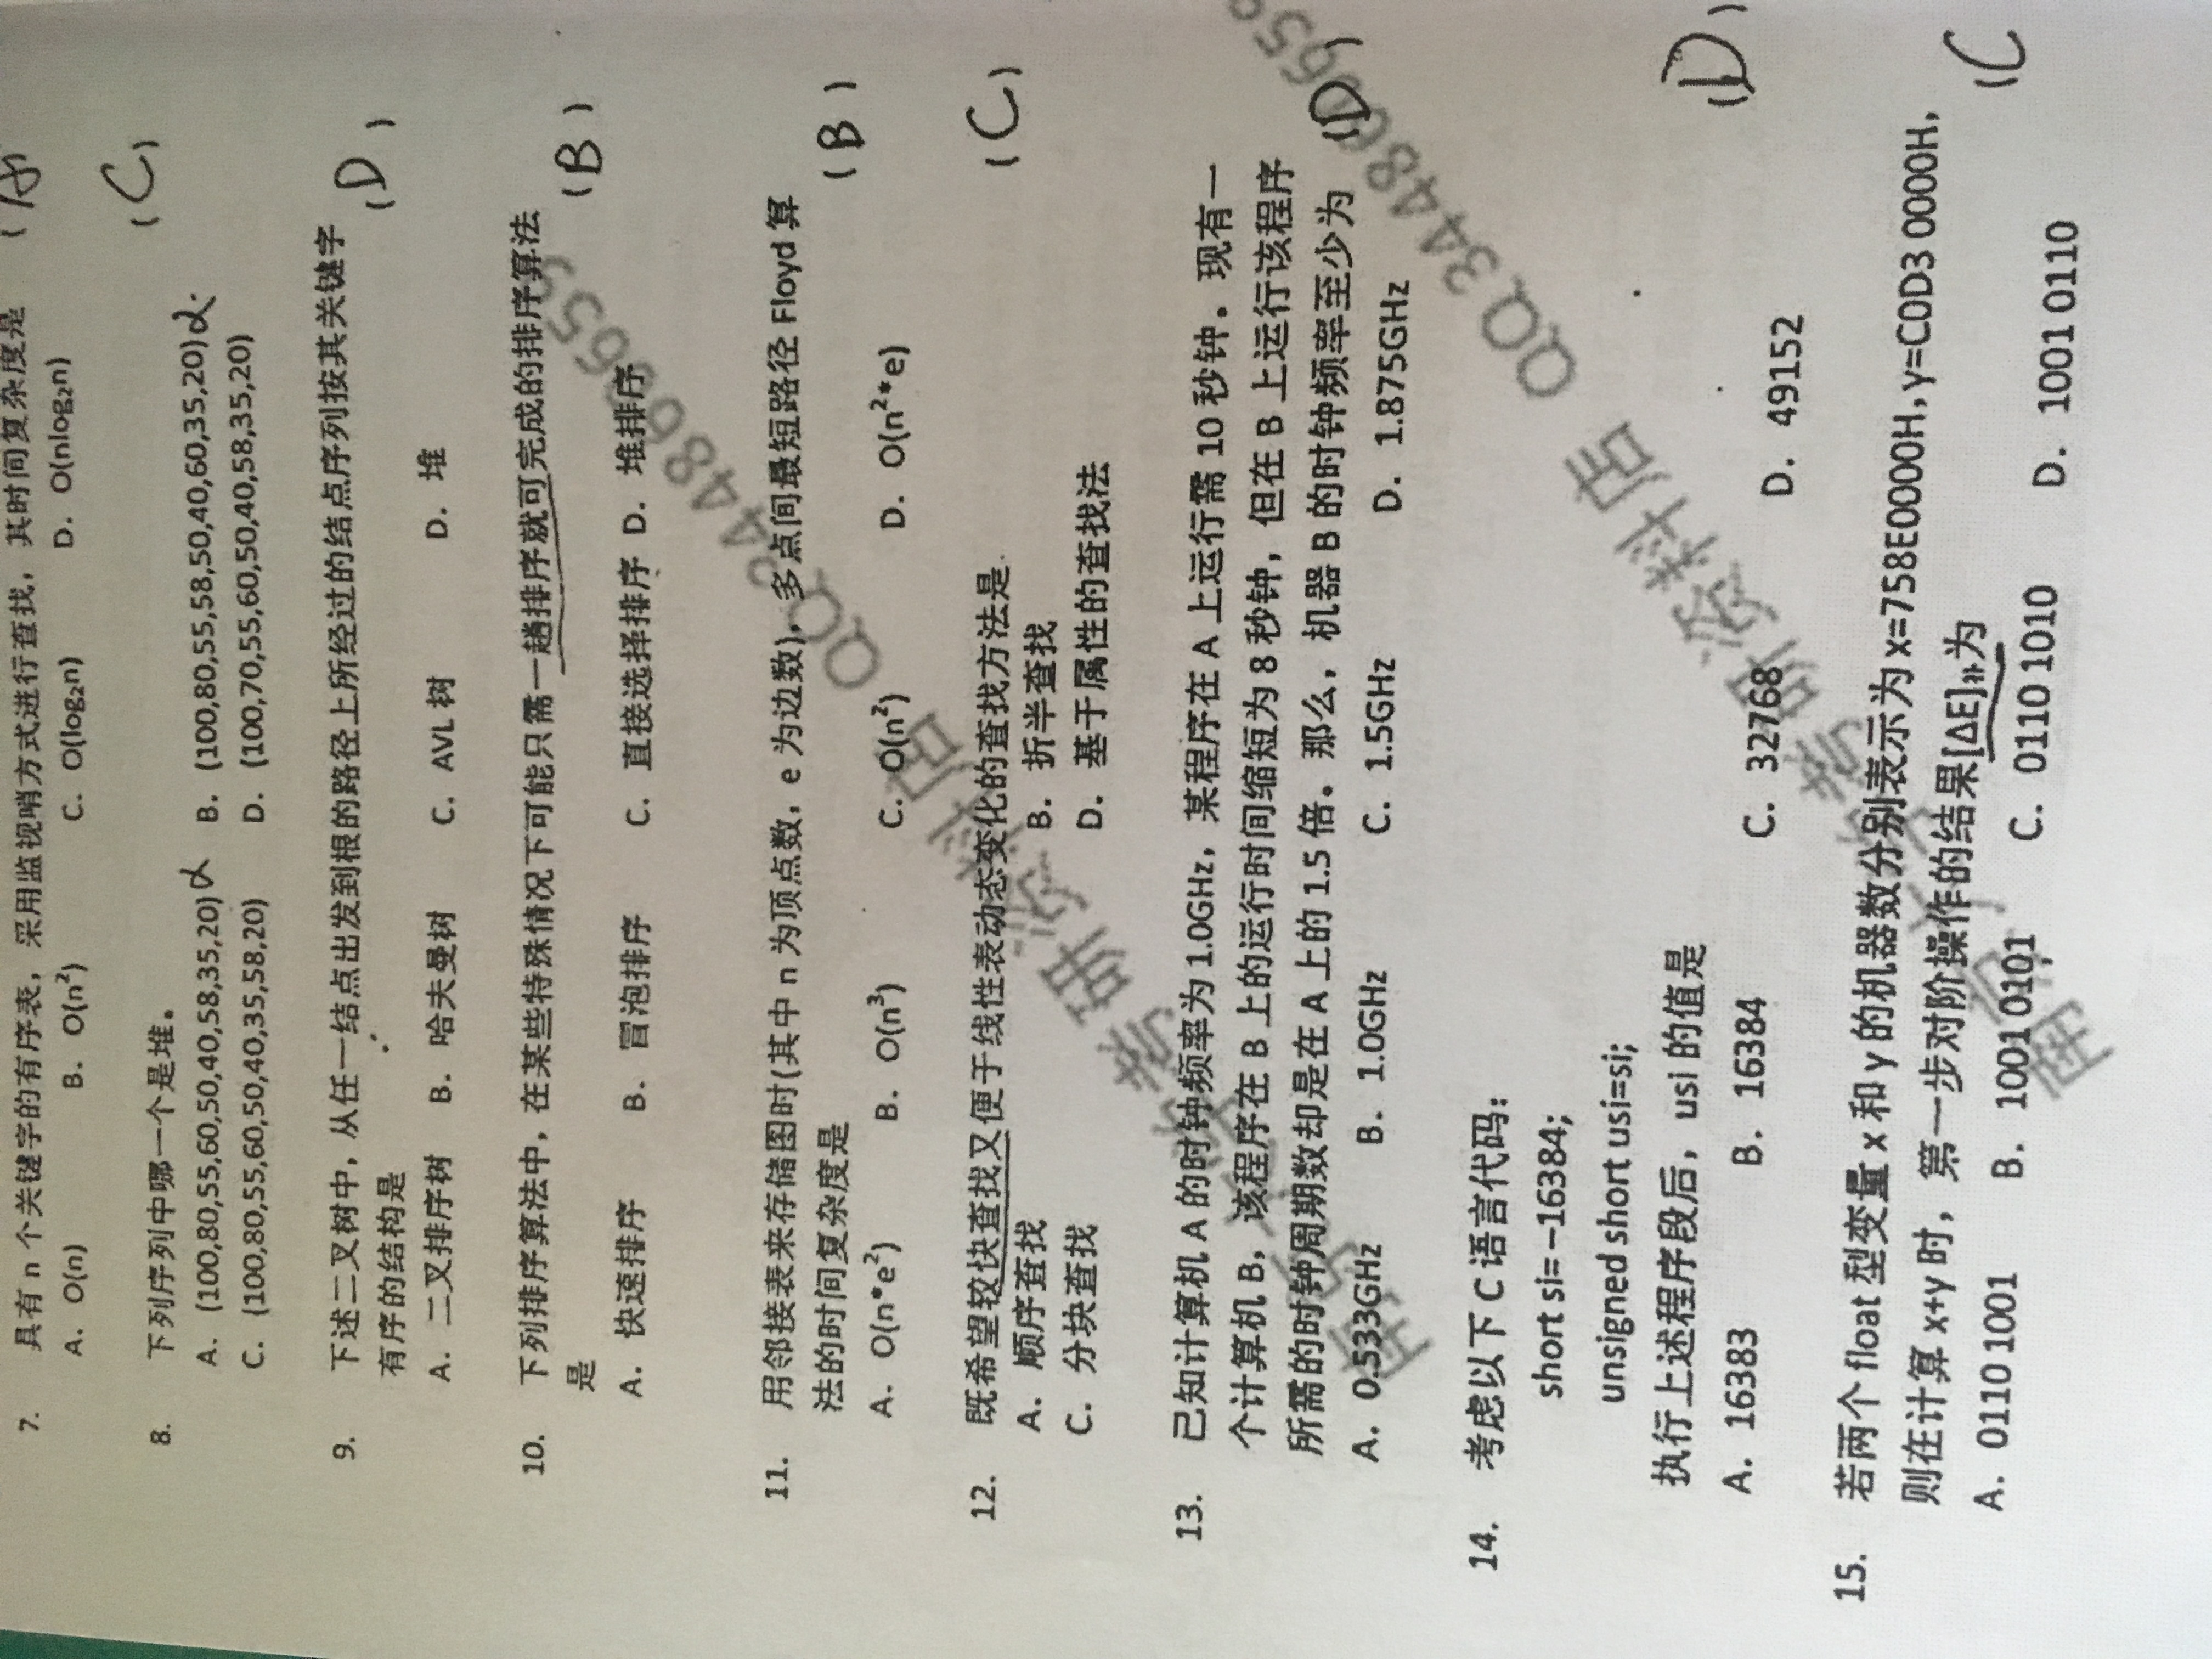 7. 具有 n 个关键字的有序表，采用监视哨方式进行查找，其时间复杂度是 (A)
A. O(n) B. O(n²) C. O(log₂n) D. O(nlog₂n)
(C)
8. 下列序列中哪一个是堆。
A. (100,80,55,60,50,40,58,35,20) B. (100,80,55,58,50,40,60,35,20)
C. (100,80,55,60,50,40,35,58,20) D. (100,70,55,60,50,40,58,35,20)
9. 下述二叉树中，从任一结点出发到根的路径上所经过的结点序列按其关键字
有序的结构是 (D)
A. 二叉排序树 B. 哈夫曼树 C. AVL 树 D. 堆
10. 下列排序算法中，在某些特殊情况下可能只需一趟排序就可完成的排序算法
是 (B)
A. 快速排序 B. 冒泡排序 C. 直接选择排序 D. 堆排序
11. 用邻接表来存储图时(其中 n 为顶点数，e 为边数)，多点间最短路径 Floyd 算
法的时间复杂度是 (B)
A. O(n*e²) B. O(n³) C. O(n²) D. O(n²*e)
12. 既希望较快查找又便于线性表动态变化的查找方法是 (C)
A. 顺序查找 B. 折半查找
C. 分块查找 D. 基于属性的查找法
13. 已知计算机 A 的时钟频率为 1.0GHz，某程序在 A 上运行需 10 秒钟。现有一
个计算机 B，该程序在 B 上的运行时间缩短为 8 秒钟，但在 B 上运行该程序
所需的时钟周期数却是在 A 上的 1.5 倍。那么，机器 B 的时钟频率至少为 (D)
A. 0.533GHz B. 1.0GHz C. 1.5GHz D. 1.875GHz
14. 考虑以下 C 语言代码：
short si= –16384;
unsigned short usi=si;
执行上述程序段后，usi 的值是 (D)
A. 16383 B. 16384 C. 32768 D. 49152
15. 若两个 float 型变量 x 和 y 的机器数分别表示为 x=758E0000H，y=C0D3 0000H，
则在计算 x+y 时，第一步对阶操作的结果[ΔE]补为 (C
A. 0110 1001 B. 1001 0101 C. 0110 1010 D. 1001 0110
南京大学考研资料店
南京大学考研资料店